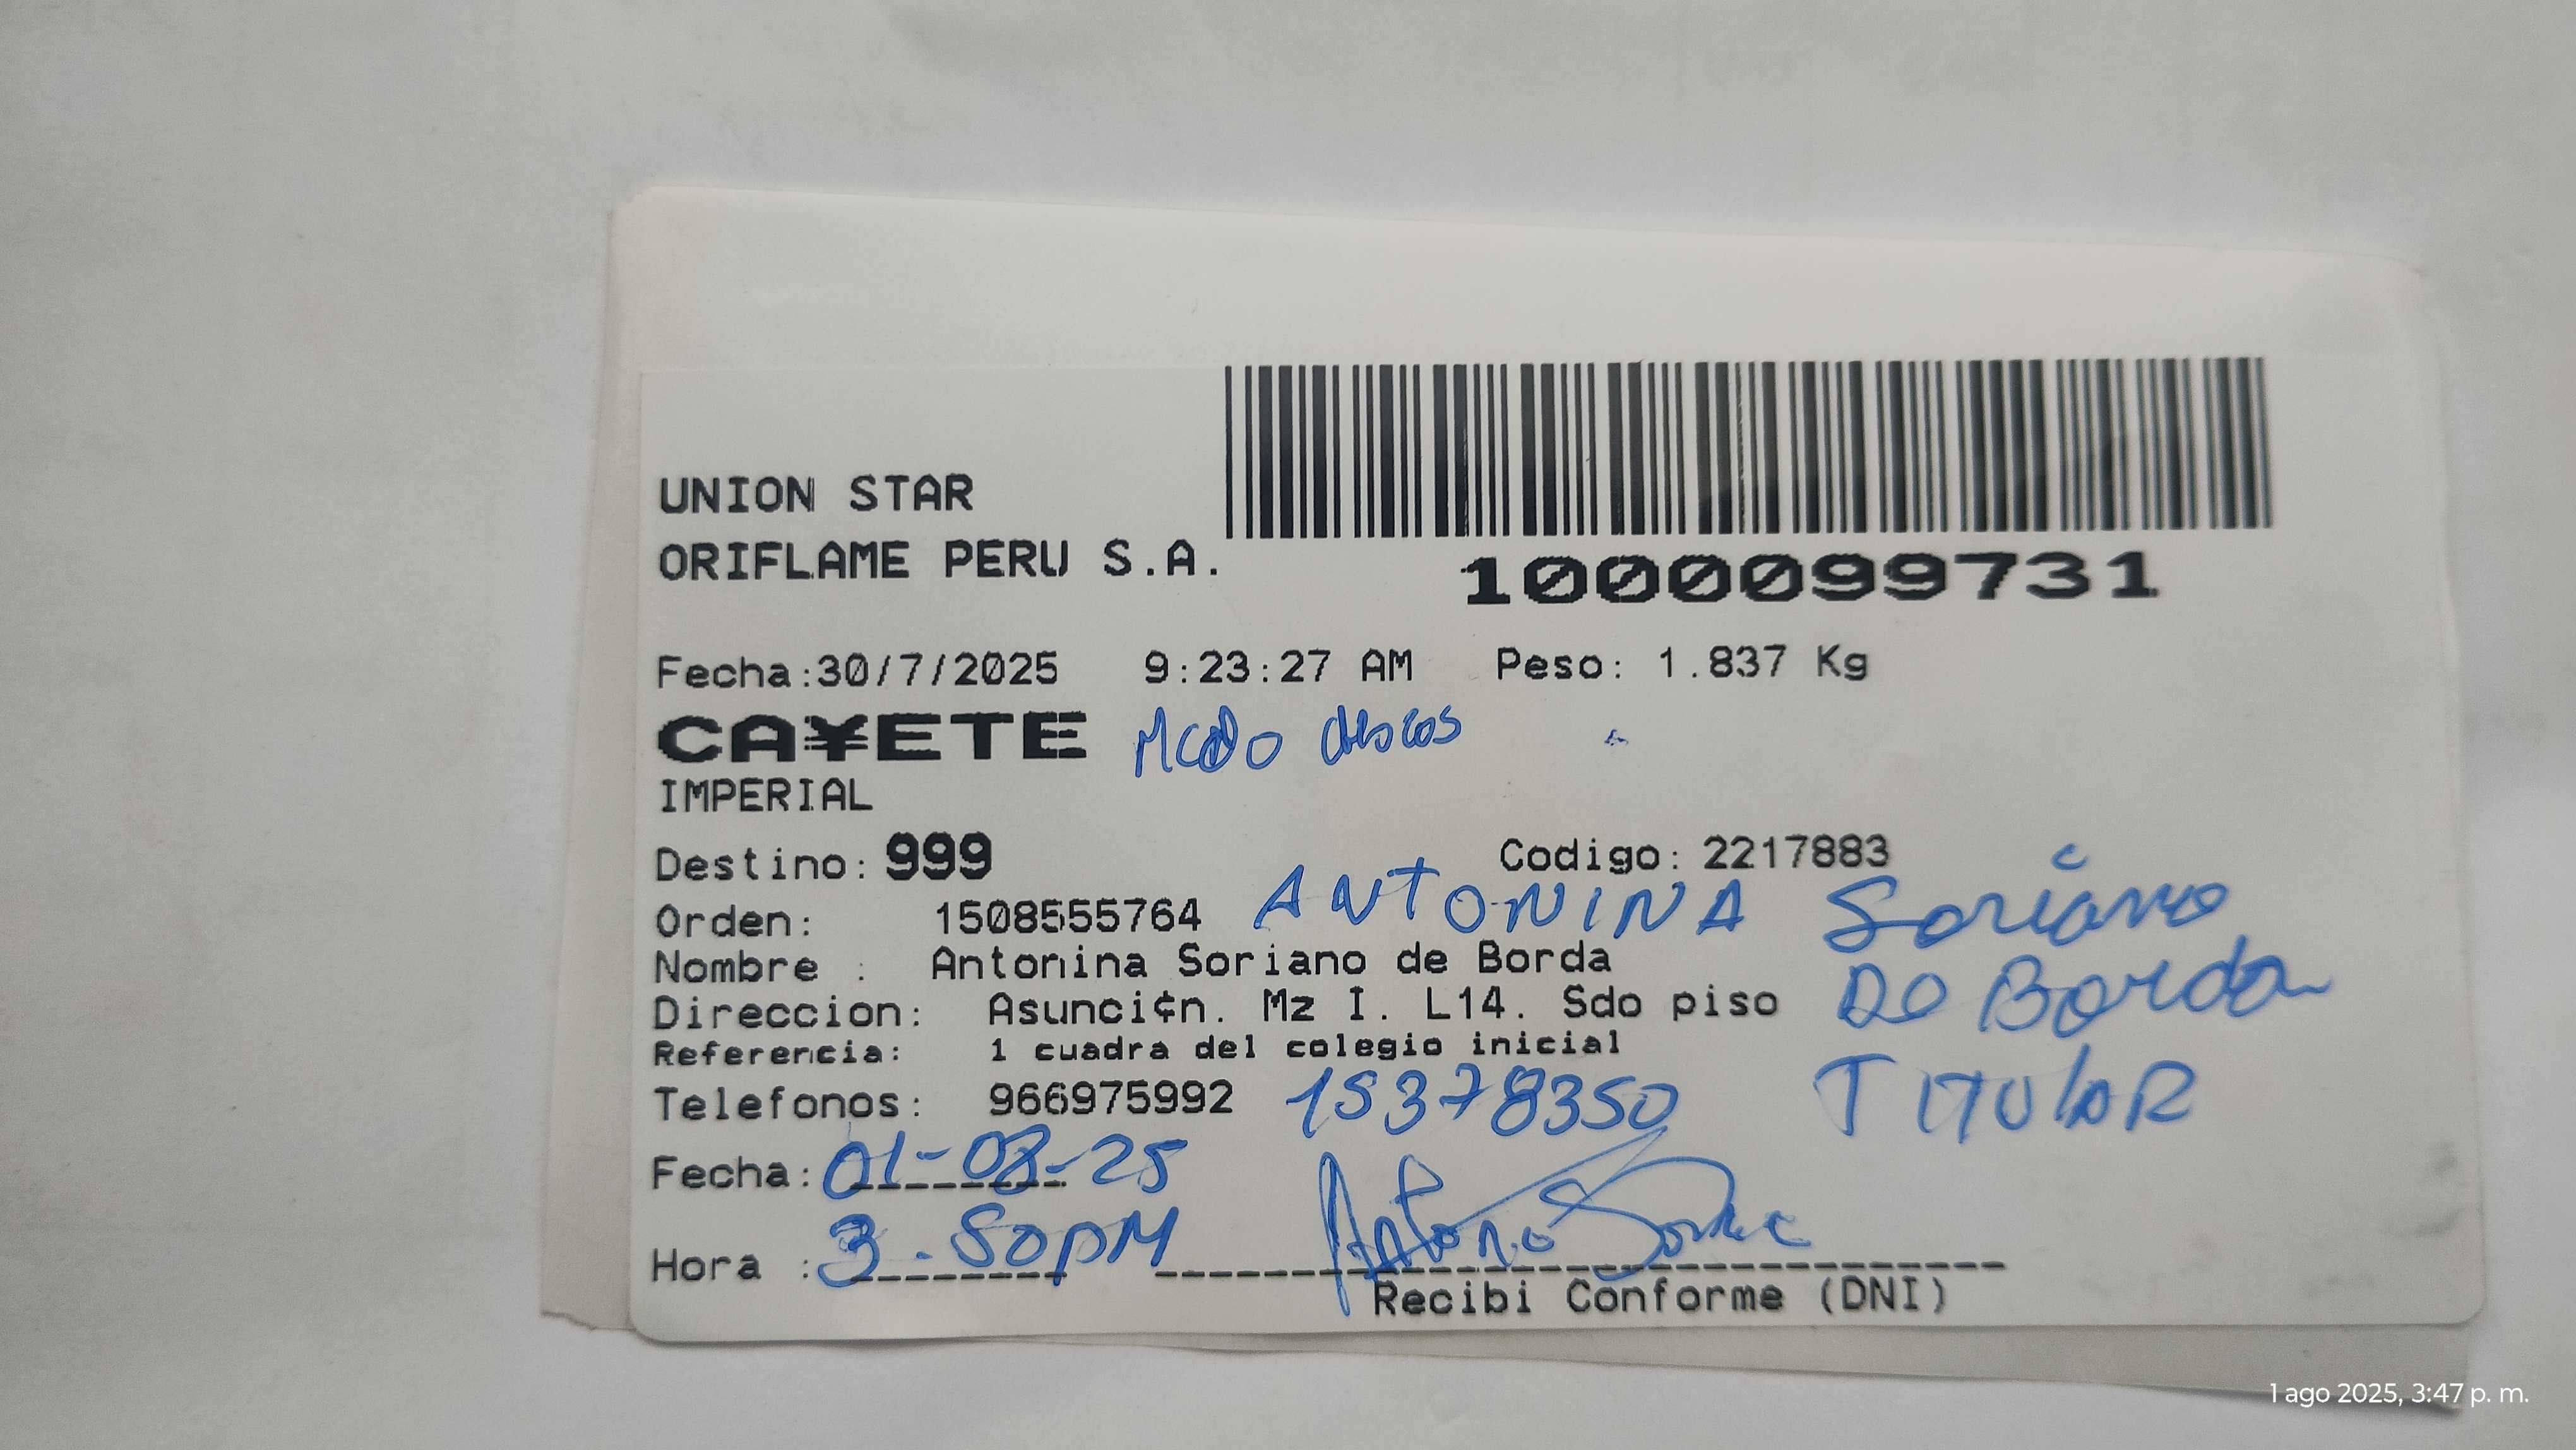 UNION STAR
ORIFLAME PERU S.A.
1000099731
Fecha:30/7/2025 9:23:27 AM Peso: 1.837 Kg
CA¥ETE
IMPERIAL
Destino: 999 Codigo: 2217883
Orden: 1508555764 ANTONINA Soriano
Nombre : Antonina Soriano de Borda
De Borda
Direccion: Asunci¢n. Mz I. L14. Sdo piso
Referencia: 1 cuadra del colegio inicial
Telefonos: 966975992 15378350 TITULAR
Fecha: 01-08-25
Hora : 3.50PM
Recibi Conforme (DNI)
1 ago 2025, 3:47 p. m.